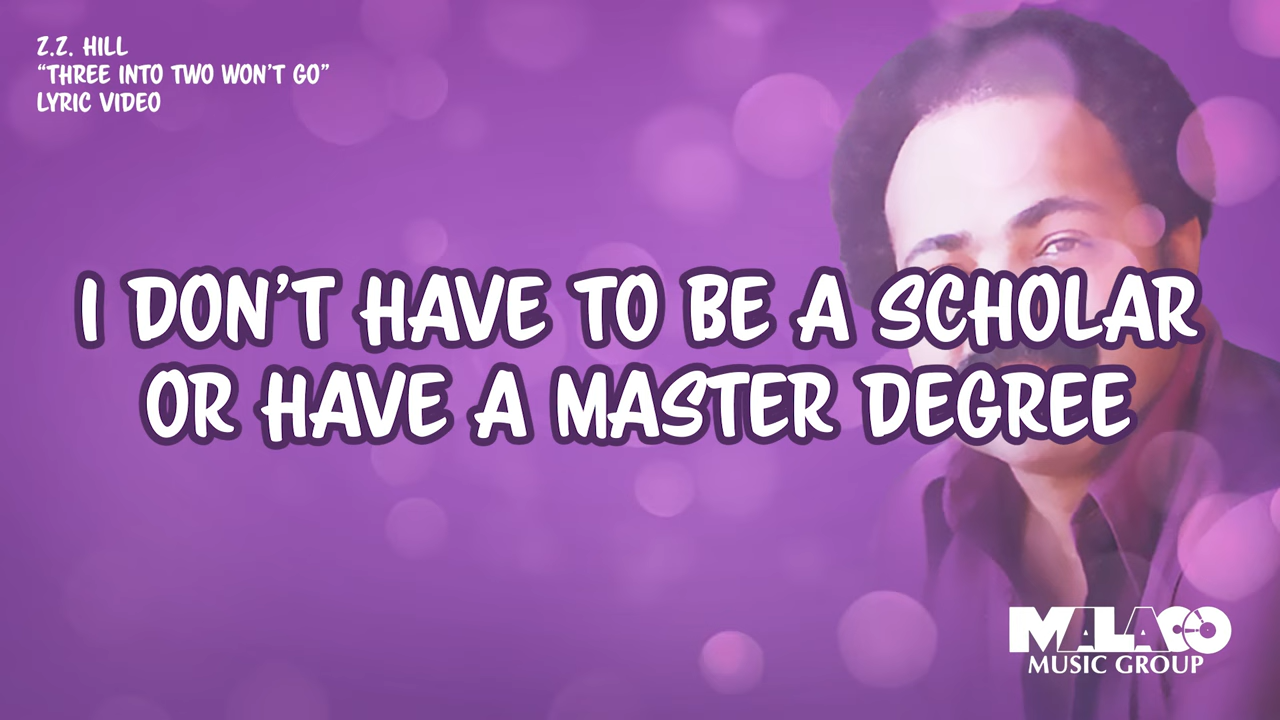 Z.Z. HILL
“THREE INTO TWO WON’T GO”
LYRIC VIDEO
I DON’T HAVE TO BE A SCHOLAR
OR HAVE A MASTER DEGREE
MALACO
MUSIC GROUP